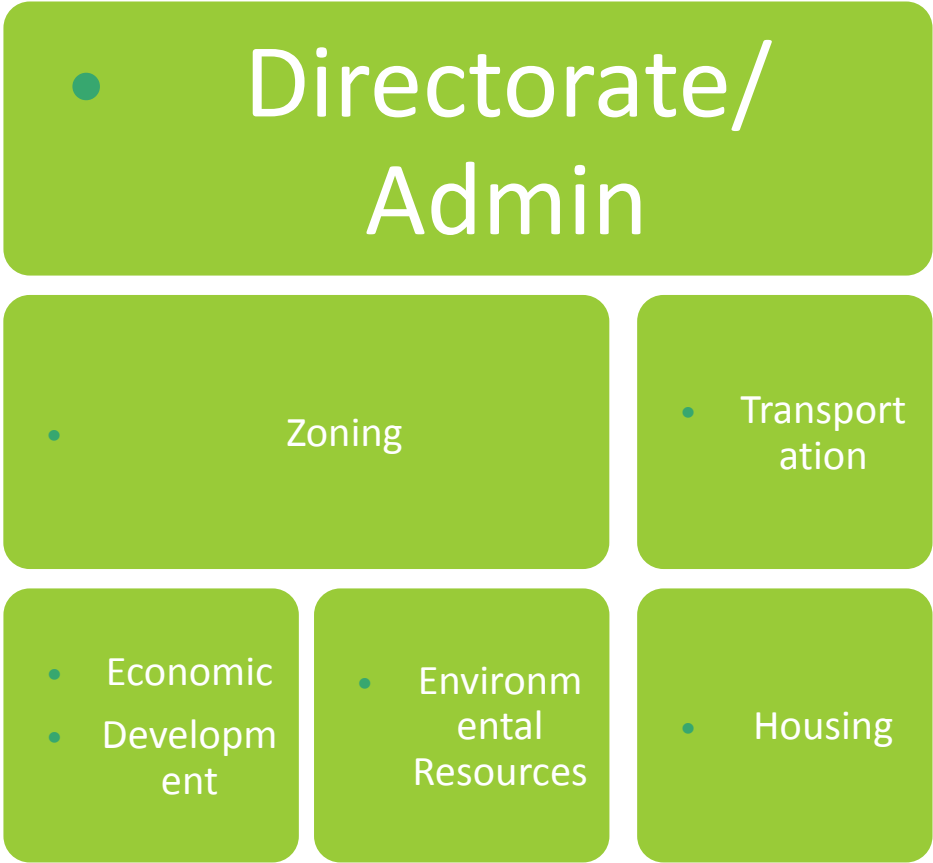 • Directorate/
Admin
• Zoning
• Transport
ation
• Economic
• Developm
ent
• Environm
ental
Resources
• Housing